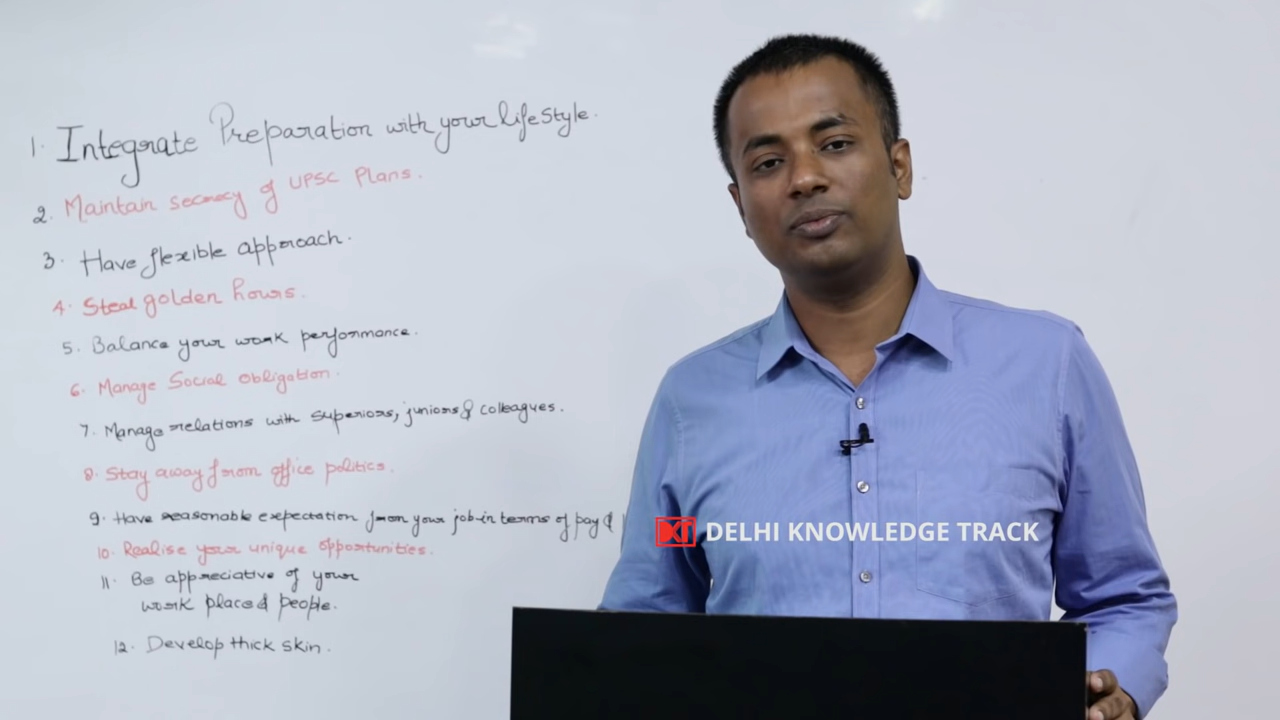 1. Integrate Preparation with your lifestyle.
2. Maintain secrecy of UPSC Plans.
3. Have flexible approach.
4. Steal golden hours.
5. Balance your work performance.
6. Manage Social obligation.
7. Manage relations with superiors, juniors & colleagues.
8. Stay away from office politics.
9. Have reasonable expectation from your job in terms of pay &
10. Realise your unique opportunities.
11. Be appreciative of your
work place & people.
12. Develop thick skin.
DELHI KNOWLEDGE TRACK